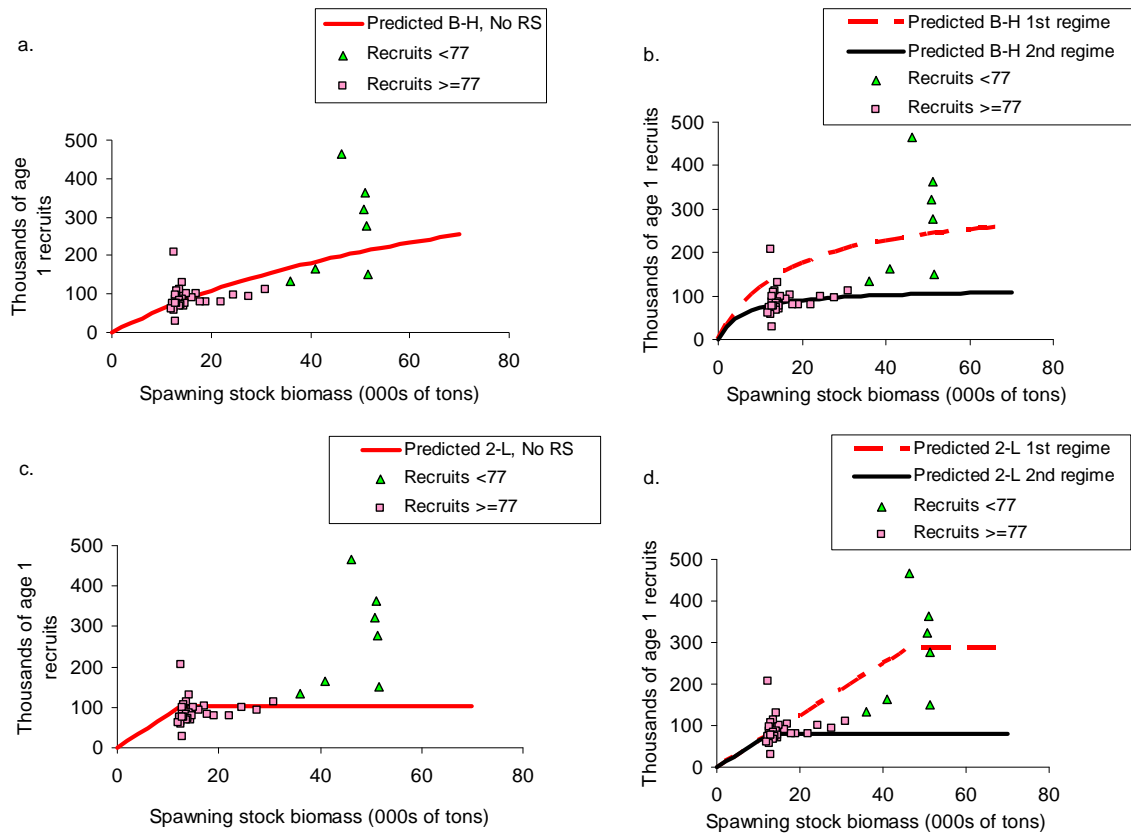 a.
Predicted B-H, No RS
Recruits <77
Recruits >=77
Thousands of age
1 recruits
500
400
300
200
100
0
0 20 40 60 80
Spawning stock biomass (000s of tons)
b.
Predicted B-H 1st regime
Predicted B-H 2nd regime
Recruits <77
Recruits >=77
Thousands of age 1 recruits
500
400
300
200
100
0
0 20 40 60 80
Spawning stock biomass (000s of tons)
c.
Predicted 2-L, No RS
Recruits <77
Recruits >=77
Thousands of age 1
recruits
500
400
300
200
100
0
0 20 40 60 80
Spawning stock biomass (000s of tons)
d.
Predicted 2-L 1st regime
Predicted 2-L 2nd regime
Recruits <77
Recruits >=77
Thousands of age 1 recruits
500
400
300
200
100
0
0 20 40 60 80
Spawning stock biomass (000s of tons)